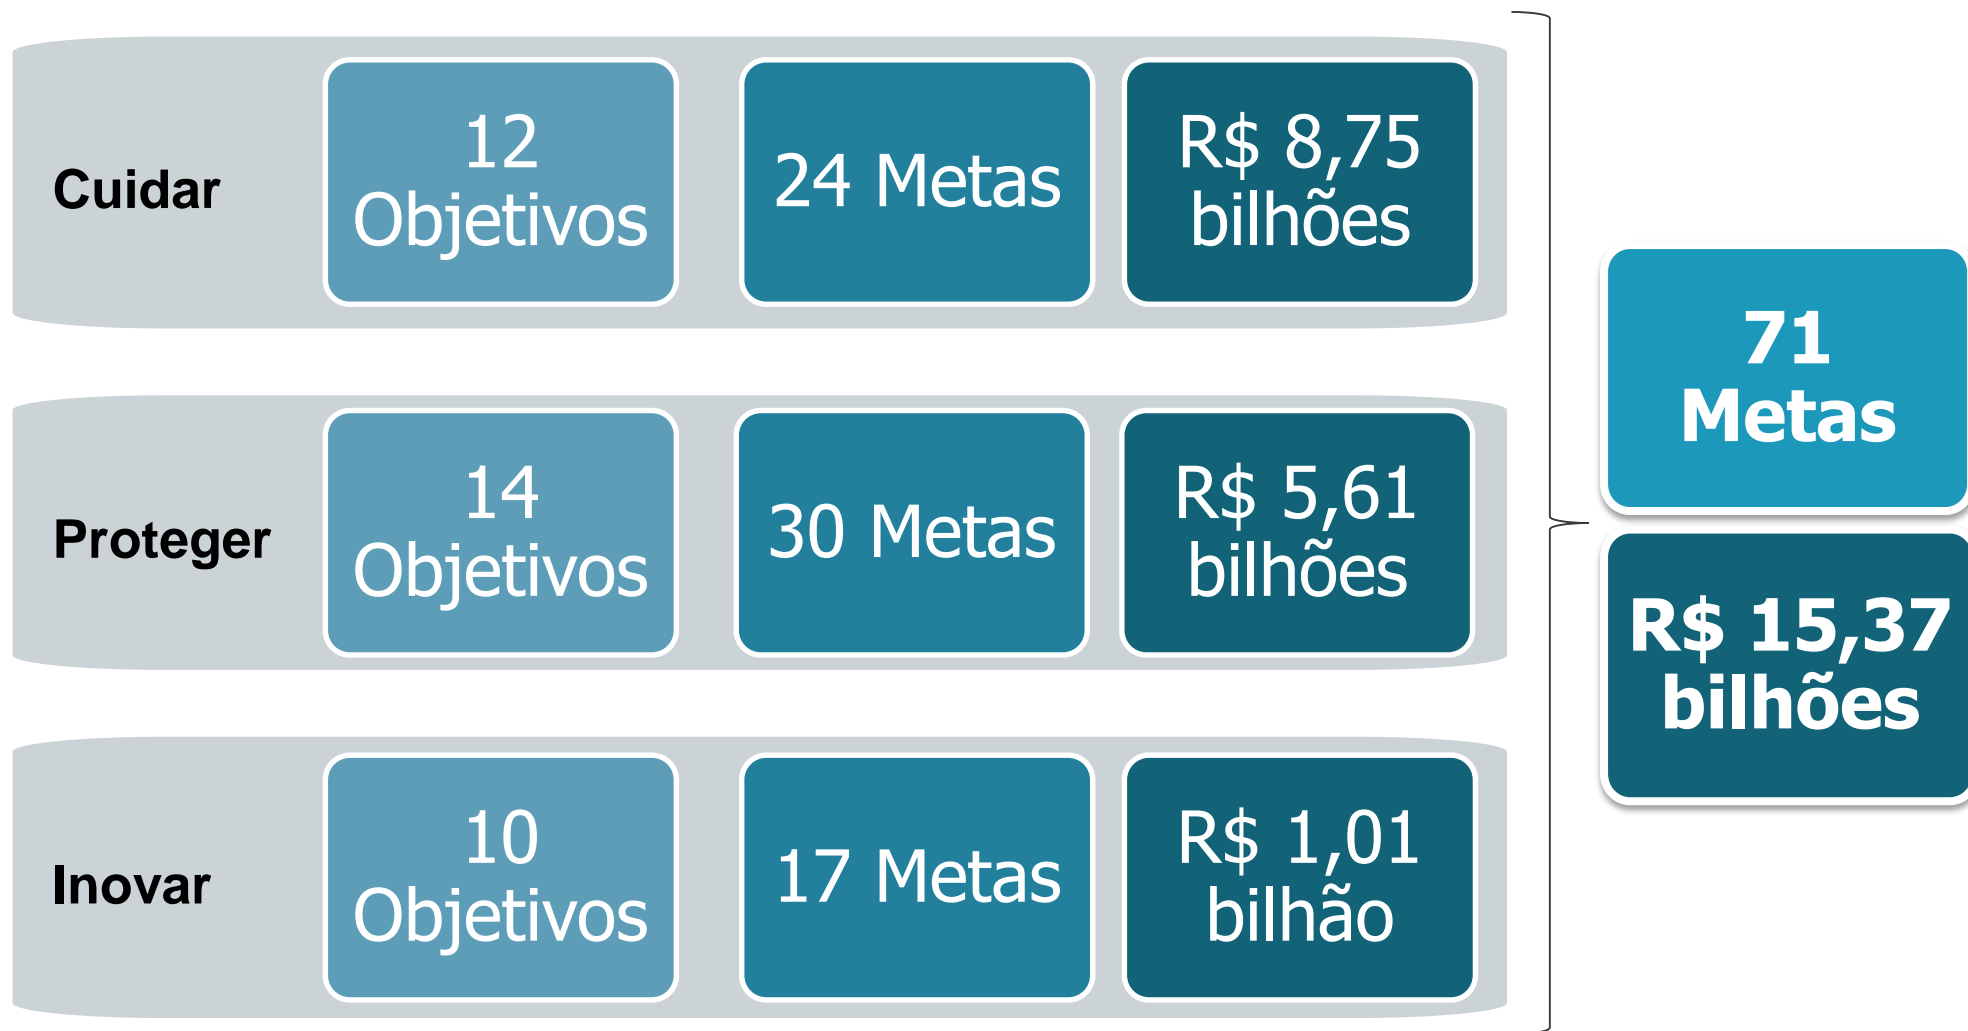 Cuidar
12
Objetivos
24 Metas
R$ 8,75
bilhões
Proteger
14
Objetivos
30 Metas
R$ 5,61
bilhões
Inovar
10
Objetivos
17 Metas
R$ 1,01
bilhão
71
Metas
R$ 15,37
bilhões